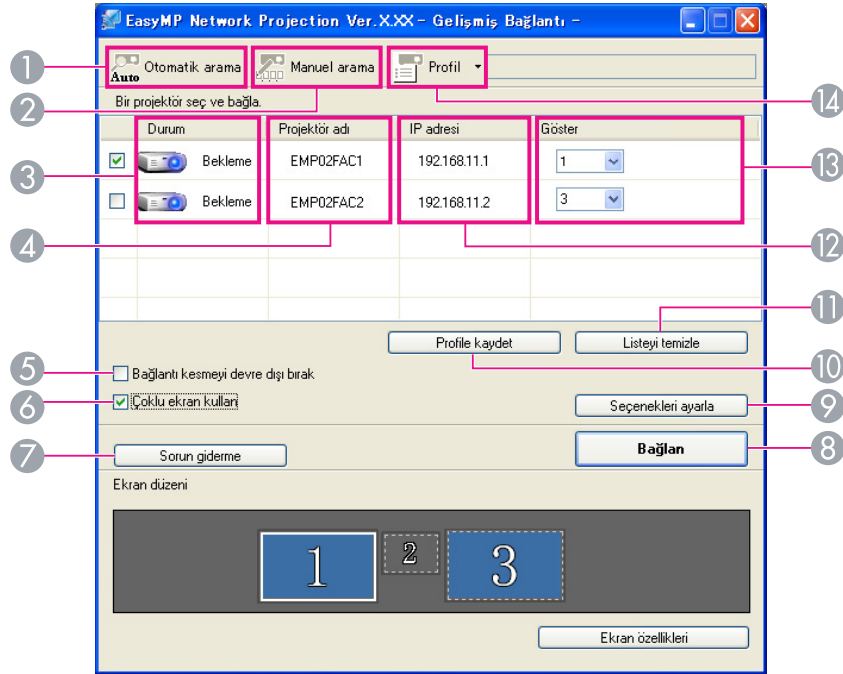 EasyMP Network Projection Ver.X.XX - Gelişmiş Bağlantı -
1 Auto Otomatik arama Manuel arama Profil
2 14
Bir projektör seç ve bağla.
Durum Projektör adı IP adresi Göster
Bekleme EMP02FAC1 192.168.11.1 1
3 13
Bekleme EMP02FAC2 192.168.11.2 3
4 12
11
Profile kaydet Listeyi temizle
5 Bağlantı kesmeyi devre dışı bırak 10
6 Çoklu ekran kullan Seçenekleri ayarla 9
7 Sorun giderme Bağlan 8
Ekran düzeni
1 2 3
Ekran özellikleri